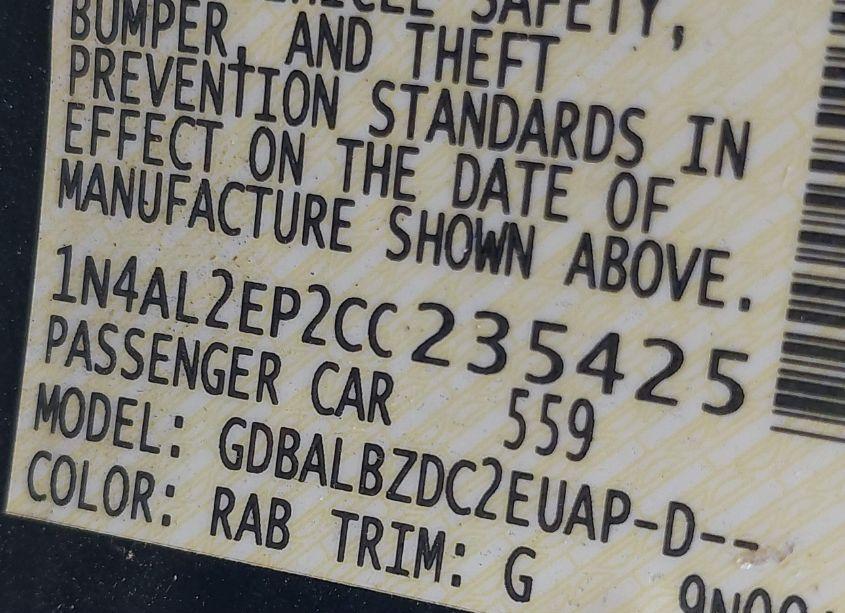 SAFETY,
BUMPER, AND THEFT
PREVENTION STANDARDS IN
EFFECT ON THE DATE OF
MANUFACTURE SHOWN ABOVE.
1N4AL2EP2CC235425
PASSENGER CAR 559
MODEL: GDBALBZDC2EUAP-D--
COLOR: RAB TRIM: G